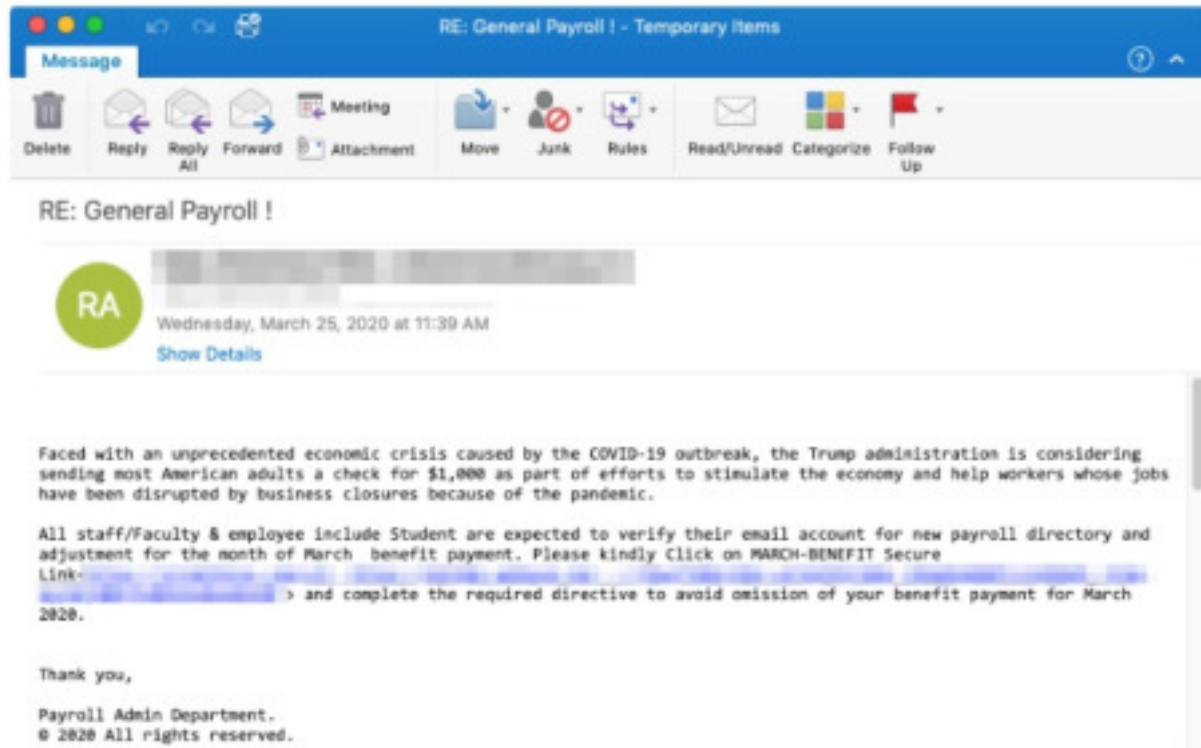 RE: General Payroll ! - Temporary Items
Message
Delete
Reply
Reply All
Forward
Meeting
Attachment
Move
Junk
Rules
Read/Unread
Categorize
Follow Up
RE: General Payroll !
RA
Wednesday, March 25, 2020 at 11:39 AM
Show Details
Faced with an unprecedented economic crisis caused by the COVID-19 outbreak, the Trump administration is considering
sending most American adults a check for $1,000 as part of efforts to stimulate the economy and help workers whose jobs
have been disrupted by business closures because of the pandemic.
All staff/Faculty & employee include Student are expected to verify their email account for new payroll directory and
adjustment for the month of March benefit payment. Please kindly Click on MARCH-BENEFIT Secure
Link<
> and complete the required directive to avoid omission of your benefit payment for March
2020.
Thank you,
Payroll Admin Department.
© 2020 All rights reserved.